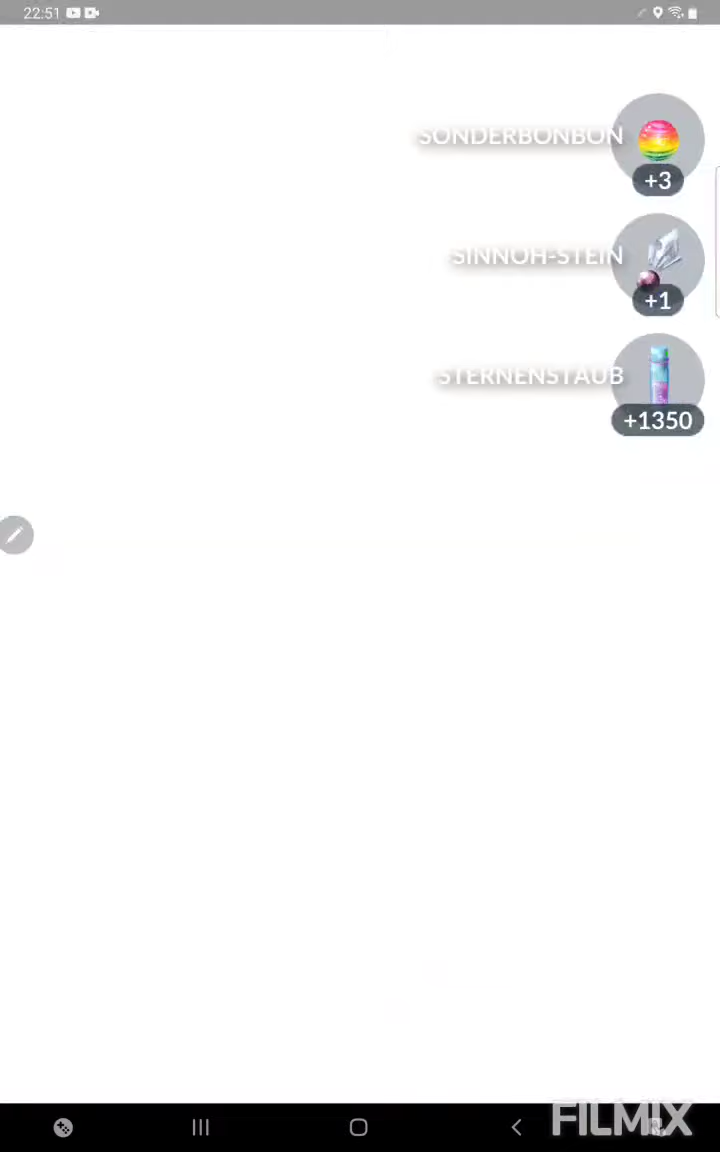 22:51
SONDERBONBON
+3
SINNOH-STEIN
+1
STERNENSTAUB
+1350
FILMIX